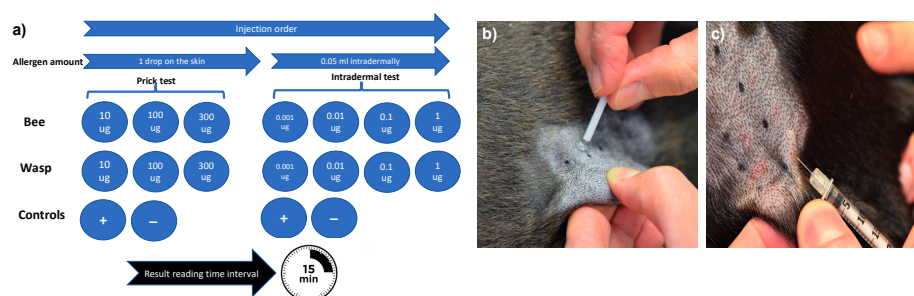 a)
Injection order
Allergen amount
1 drop on the skin
0.05 ml intradermally
Prick test
Intradermal test
Bee
10 ug
100 ug
300 ug
0.001 ug
0.01 ug
0.1 ug
1 ug
Wasp
10 ug
100 ug
300 ug
0.001 ug
0.01 ug
0.1 ug
1 ug
Controls
+
–
+
–
Result reading time interval
15
min
b)
c)